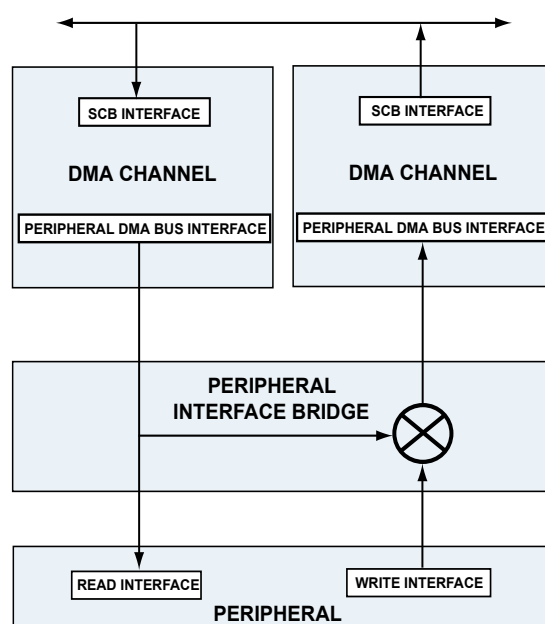 SCB INTERFACE
SCB INTERFACE
DMA CHANNEL
DMA CHANNEL
PERIPHERAL DMA BUS INTERFACE
PERIPHERAL DMA BUS INTERFACE
PERIPHERAL
INTERFACE BRIDGE
READ INTERFACE
WRITE INTERFACE
PERIPHERAL